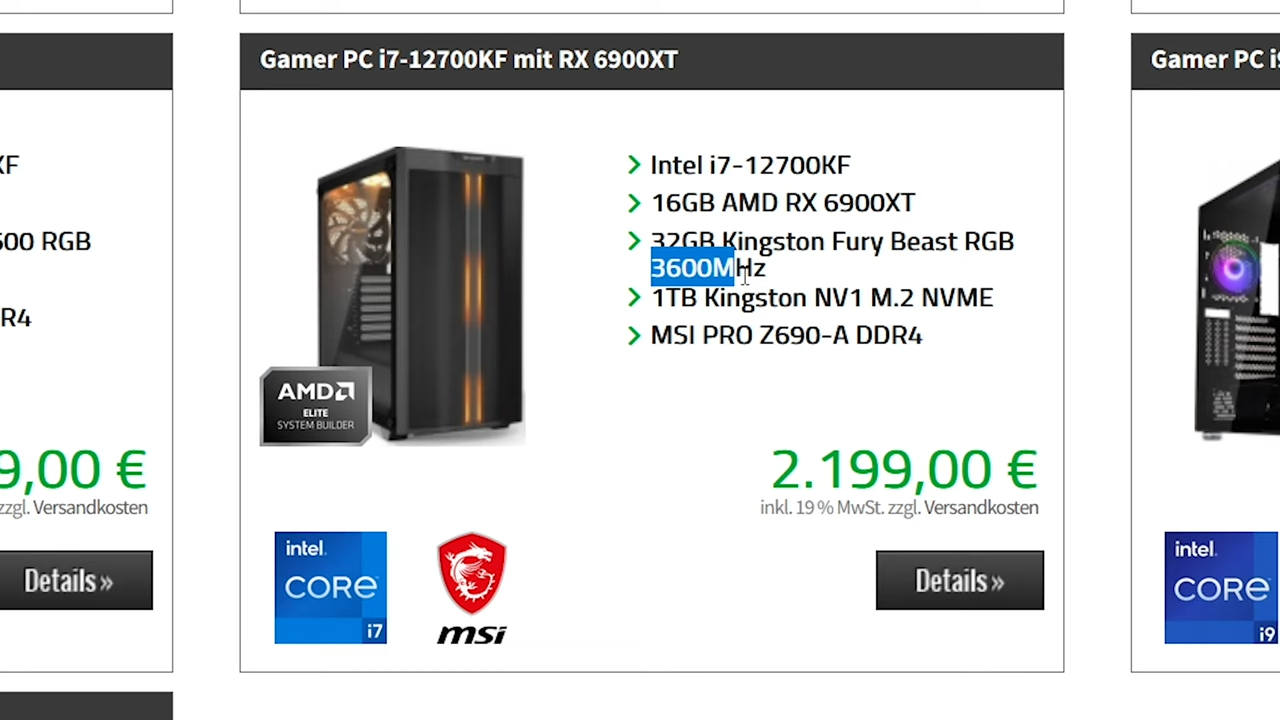 Gamer PC i7-12700KF mit RX 6900XT
Gamer PC i9
KF
Intel i7-12700KF
16GB AMD RX 6900XT
600 RGB
32GB Kingston Fury Beast RGB
3600MHz
1TB Kingston NV1 M.2 NVME
R4
MSI PRO Z690-A DDR4
AMD
ELITE
SYSTEM BUILDER
9,00 €
zzgl. Versandkosten
2.199,00 €
inkl. 19 % MwSt. zzgl. Versandkosten
Details »
intel
CORE
i7
msi
Details »
intel
CORE
i9